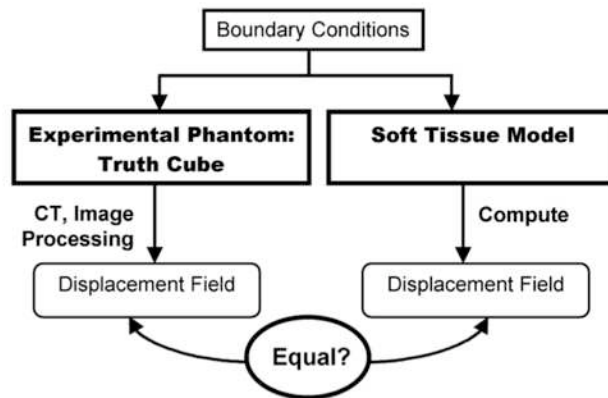 Boundary Conditions
Experimental Phantom:
Truth Cube
Soft Tissue Model
CT, Image
Processing
Compute
Displacement Field
Displacement Field
Equal?